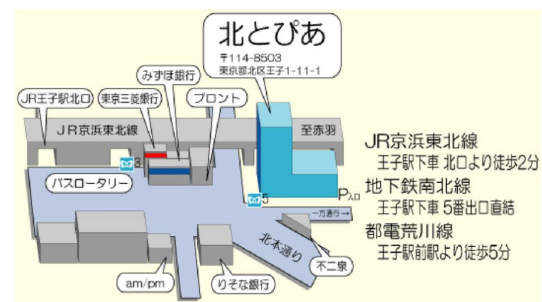 北とぴあ
〒114-8503
東京都北区王子1-11-1
みずほ銀行
JR王子駅北口
東京三菱銀行
プロント
JR京浜東北線
至赤羽
3
バスロータリー
5
P入口
一方通行→
北本通り
不二泉
am/pm
りそな銀行
JR京浜東北線
王子駅下車 北口より徒歩2分
地下鉄南北線
王子駅下車 5番出口直結
都電荒川線
王子駅前駅より徒歩5分